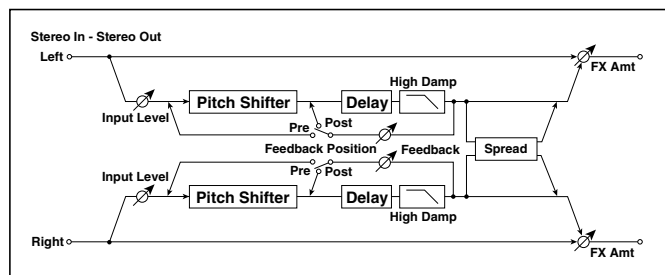 Stereo In - Stereo Out
Left
FX Amt
High Damp
Pitch Shifter
Delay
Input Level
Pre
Post
Feedback Position
Feedback
Spread
Input Level
Pre
Post
Pitch Shifter
Delay
High Damp
Right
FX Amt